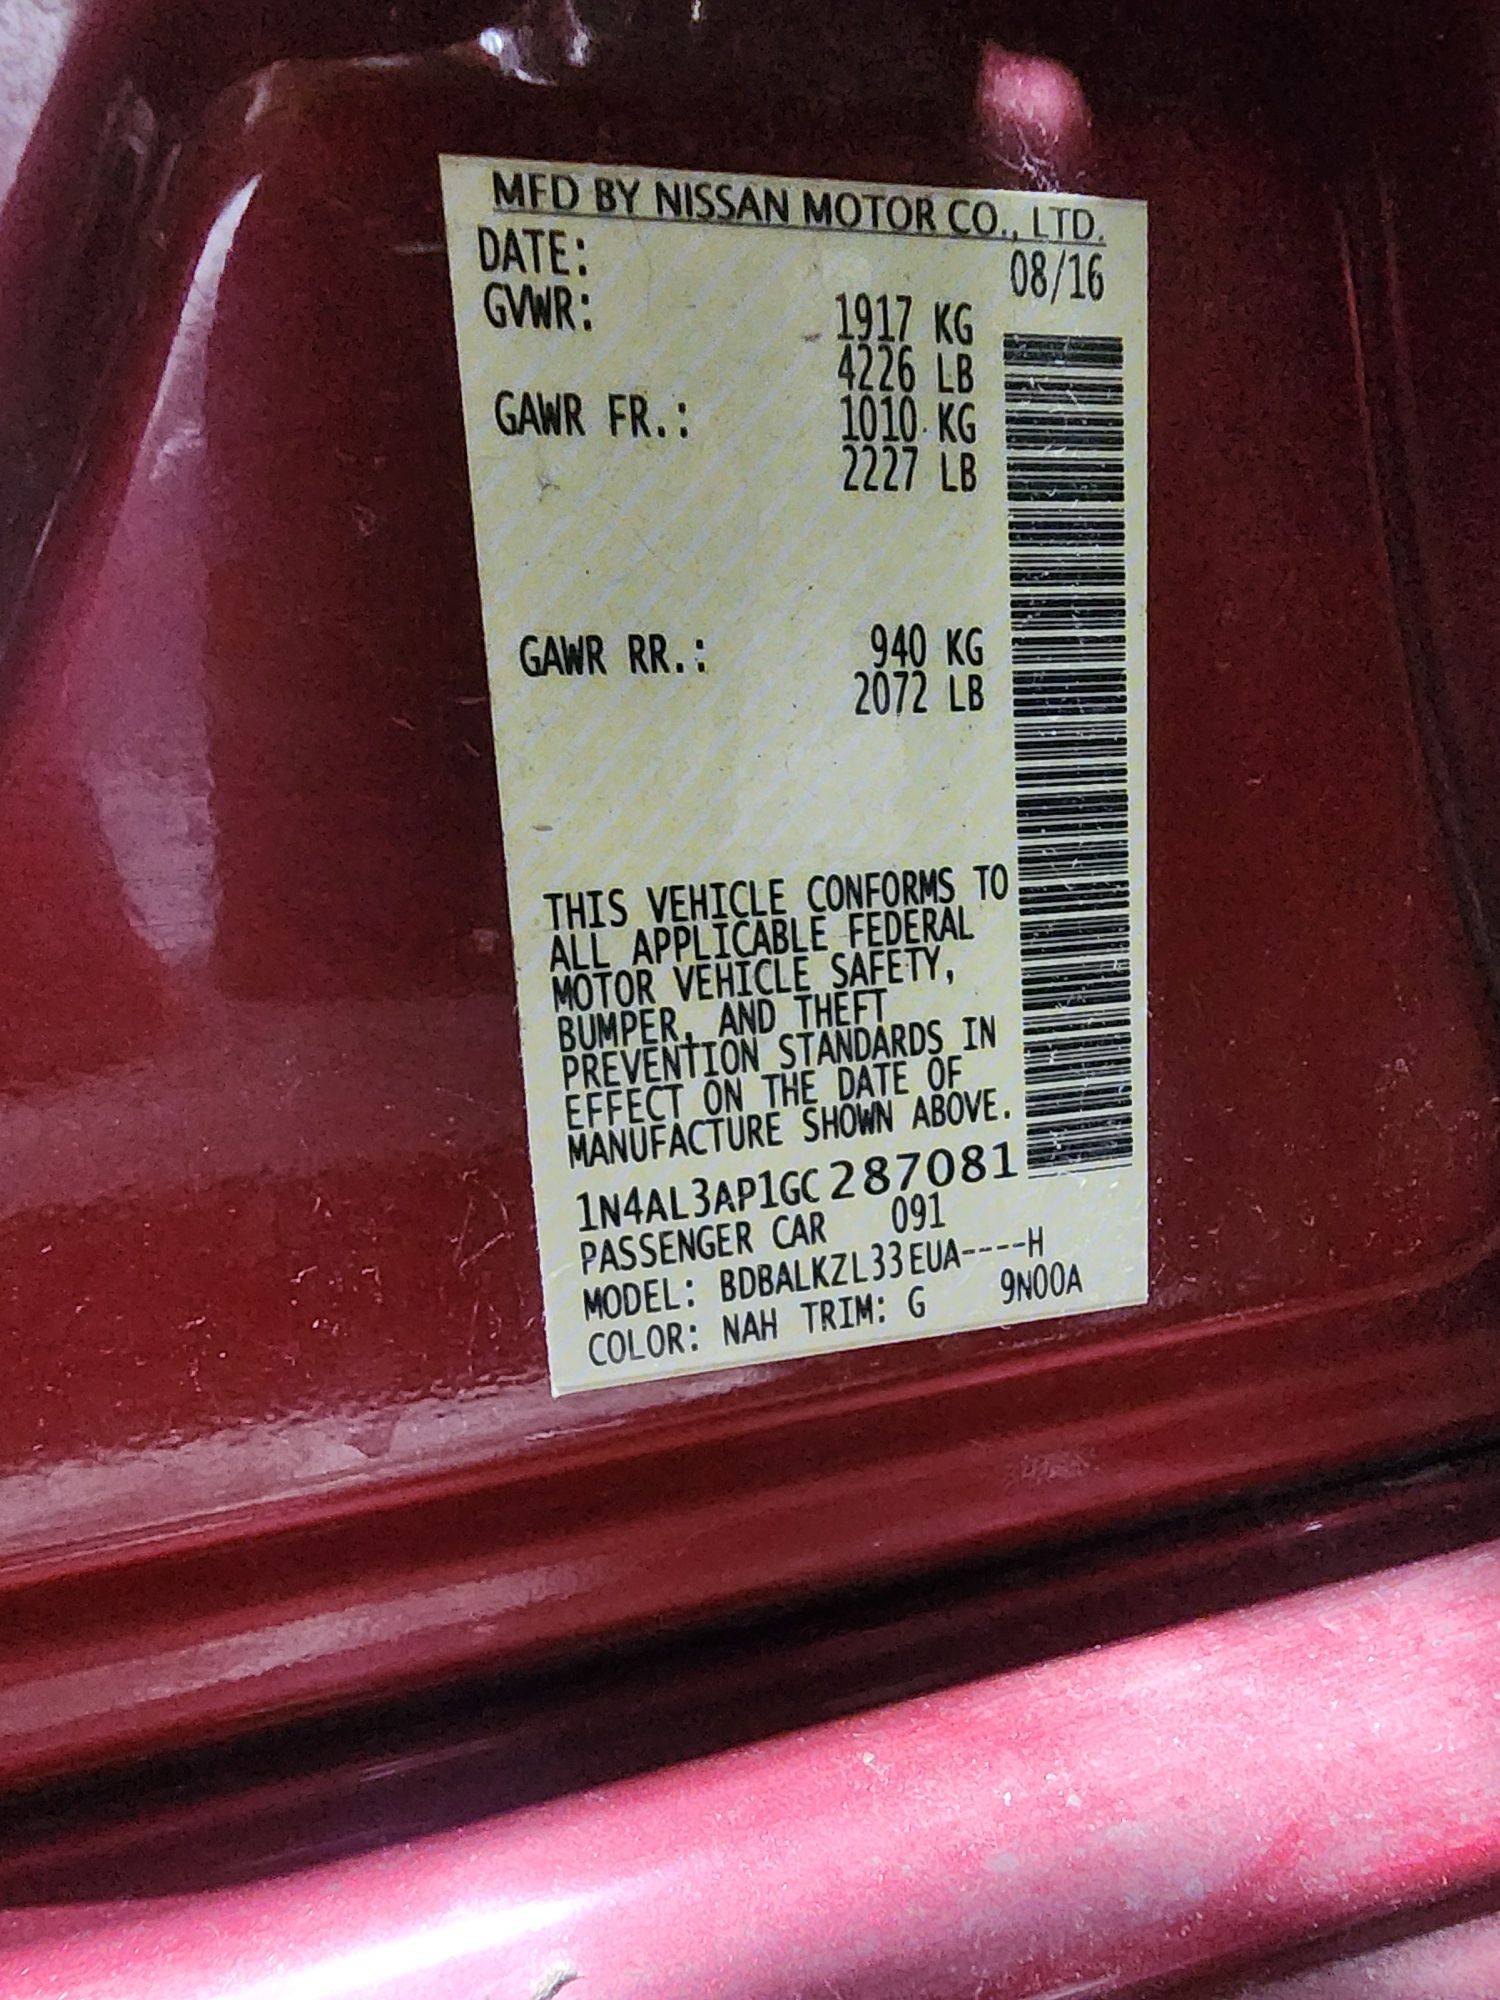 MFD BY NISSAN MOTOR CO., LTD.
DATE: 08/16
GVWR: 1917 KG
4226 LB
GAWR FR.: 1010 KG
2227 LB
GAWR RR.: 940 KG
2072 LB
THIS VEHICLE CONFORMS TO
ALL APPLICABLE FEDERAL
MOTOR VEHICLE SAFETY,
BUMPER, AND THEFT
PREVENTION STANDARDS IN
EFFECT ON THE DATE OF
MANUFACTURE SHOWN ABOVE.
1N4AL3AP1GC287081
PASSENGER CAR 091
MODEL: BDBALKZL33EUA----H
COLOR: NAH TRIM: G 9N00A